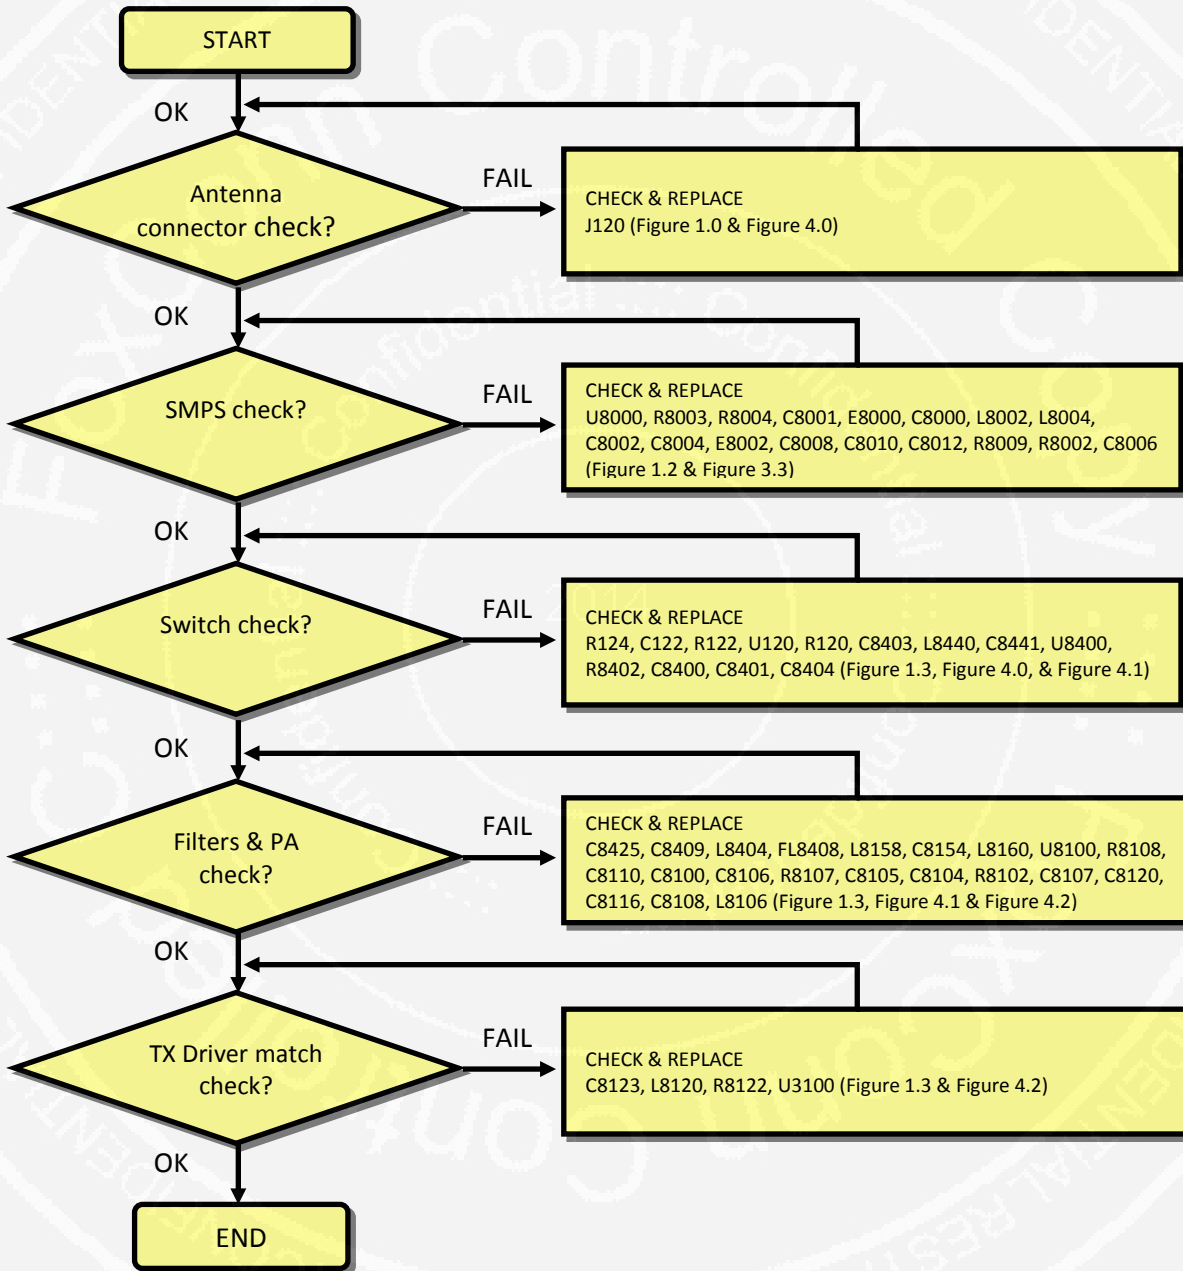 START
OK
Antenna
connector check?
FAIL
CHECK & REPLACE
J120 (Figure 1.0 & Figure 4.0)
OK
SMPS check?
FAIL
CHECK & REPLACE
U8000, R8003, R8004, C8001, E8000, C8000, L8002, L8004,
C8002, C8004, E8002, C8008, C8010, C8012, R8009, R8002, C8006
(Figure 1.2 & Figure 3.3)
OK
Switch check?
FAIL
CHECK & REPLACE
R124, C122, R122, U120, R120, C8403, L8440, C8441, U8400,
R8402, C8400, C8401, C8404 (Figure 1.3, Figure 4.0, & Figure 4.1)
OK
Filters & PA
check?
FAIL
CHECK & REPLACE
C8425, C8409, L8404, FL8408, L8158, C8154, L8160, U8100, R8108,
C8110, C8100, C8106, R8107, C8105, C8104, R8102, C8107, C8120,
C8116, C8108, L8106 (Figure 1.3, Figure 4.1 & Figure 4.2)
OK
TX Driver match
check?
FAIL
CHECK & REPLACE
C8123, L8120, R8122, U3100 (Figure 1.3 & Figure 4.2)
OK
END
FoxConn Controlled Copy
Confidential
2014